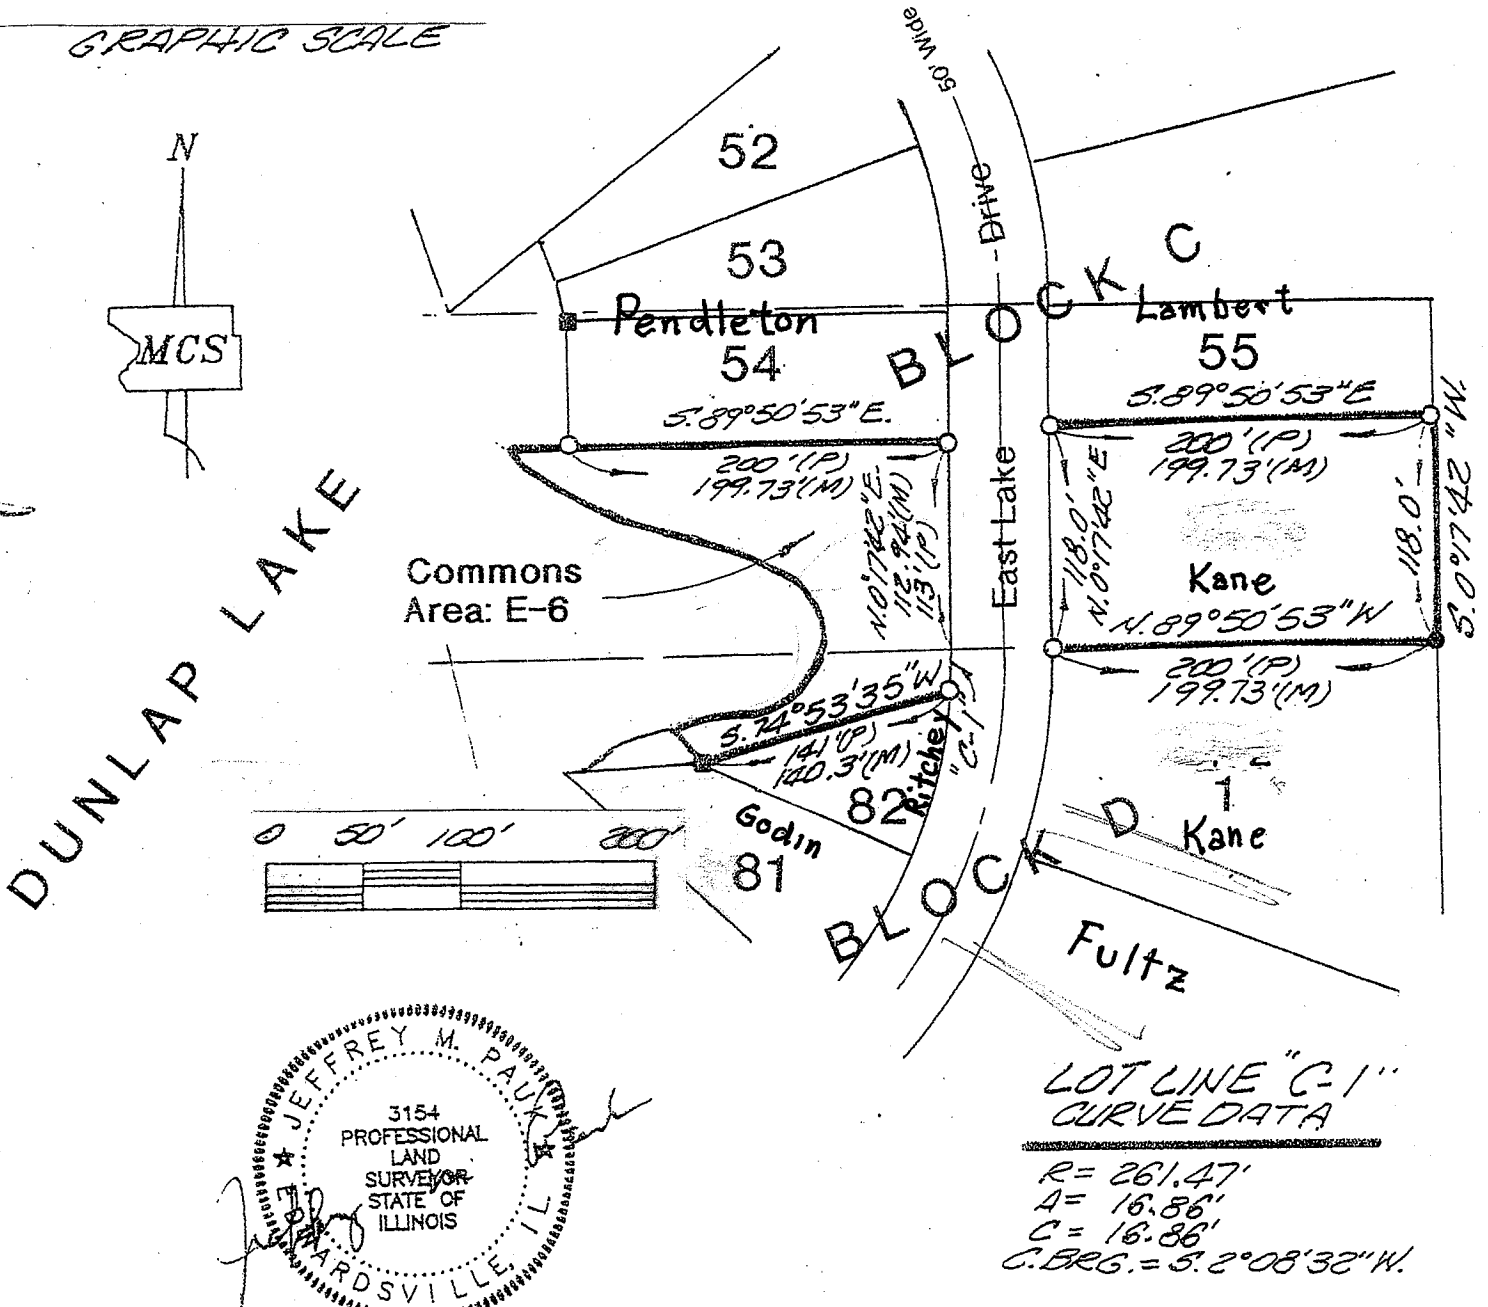 GRAPHIC SCALE
N
MCS
50' Wide
Drive
East Lake
52
53
Pendleton
54
S.89°50'53"E.
200'(P)
199.73'(M)
BLOCK C
Lambert
55
S.89°50'53"E
200'(P)
199.73'(M)
N.0°17'42"E.
112.94'(M)
113'(P)
118.0'
N.0°17'42"E
118.0'
S.0°17'42"W.
Kane
N.89°50'53"W
200'(P)
199.73'(M)
Commons
Area: E-6
DUNLAP LAKE
S.74°53'35"W
141'(P)
140.3'(M)
Ritchey
"C-1"
82
Godin
81
1
Kane
BLOCK D
Fultz
0 50' 100' 200'
JEFFREY M. PAUK
3154
PROFESSIONAL
LAND
SURVEYOR
STATE OF
ILLINOIS
EDWARDSVILLE, IL.
LOT LINE "C-1"
CURVE DATA
R= 261.47'
A= 16.86'
C= 16.86'
C.BRG.= S.2°08'32"W.